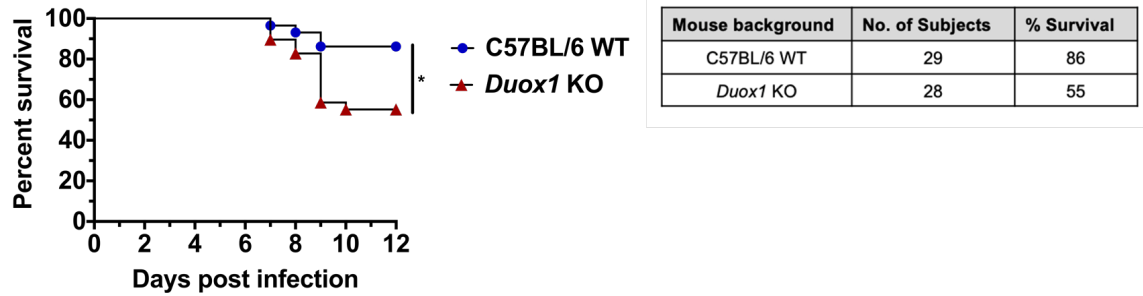 Percent survival
100
80
60
40
20
0
0 2 4 6 8 10 12
Days post infection
*
C57BL/6 WT
Duox1 KO
Mouse background No. of Subjects % Survival
C57BL/6 WT 29 86
Duox1 KO 28 55